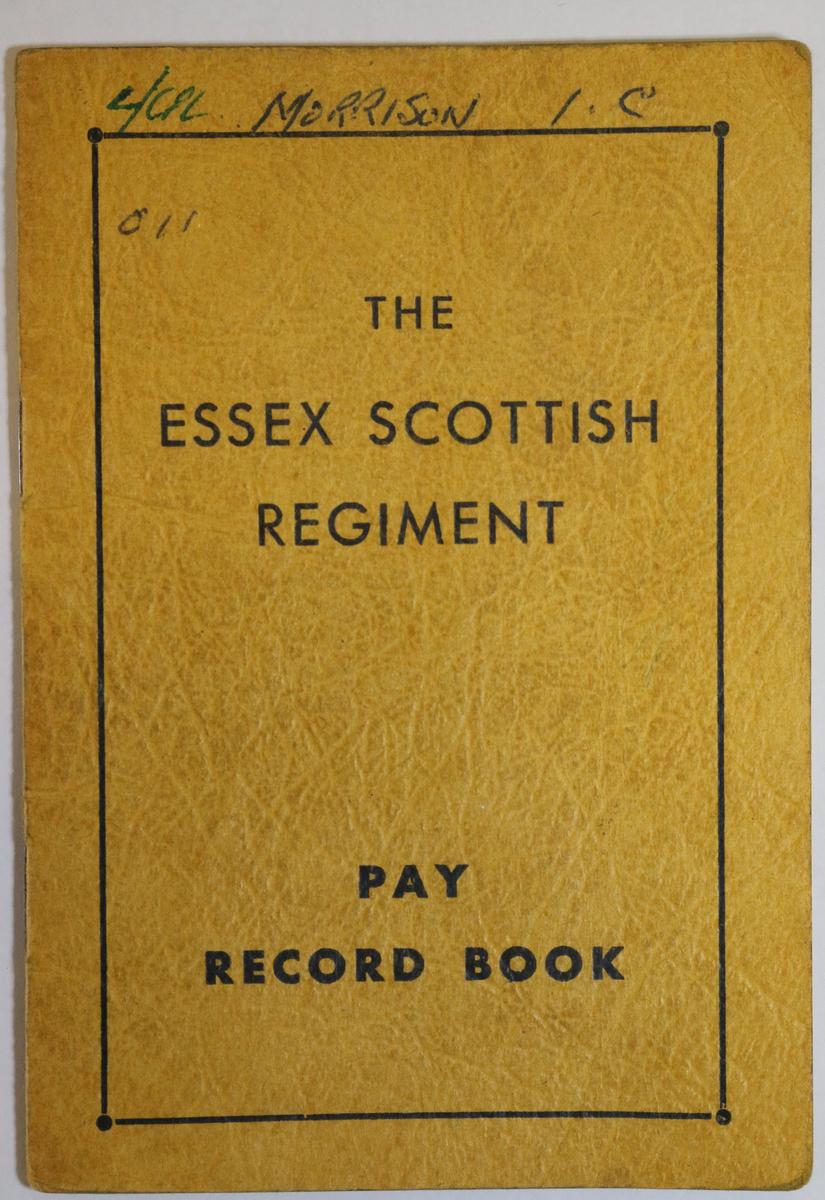 L/CPL. MORRISON I. C
011
THE
ESSEX SCOTTISH
REGIMENT
PAY
RECORD BOOK